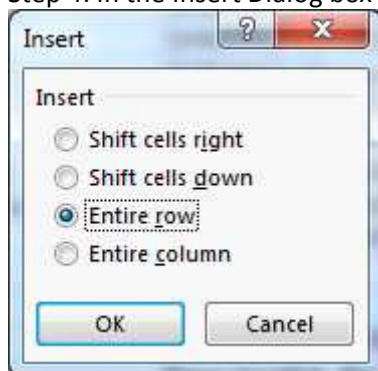 Step 4. In the Insert Dialog box
Insert
Insert
Shift cells right
Shift cells down
Entire row
Entire column
OK
Cancel